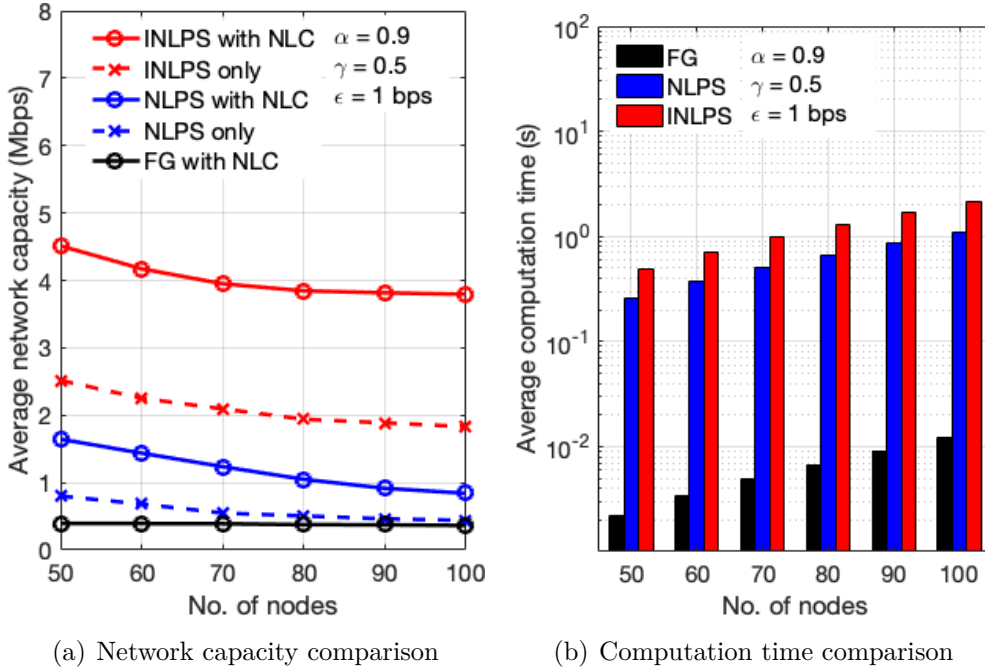 8
7
6
5
4
3
2
1
0
Average network capacity (Mbps)
INLPS with NLC
INLPS only
NLPS with NLC
NLPS only
FG with NLC
α = 0.9
γ = 0.5
ϵ = 1 bps
50 60 70 80 90 100
No. of nodes
(a) Network capacity comparison
10^2
10^1
10^0
10^-1
10^-2
Average computation time (s)
FG
NLPS
INLPS
α = 0.9
γ = 0.5
ϵ = 1 bps
50 60 70 80 90 100
No. of nodes
(b) Computation time comparison